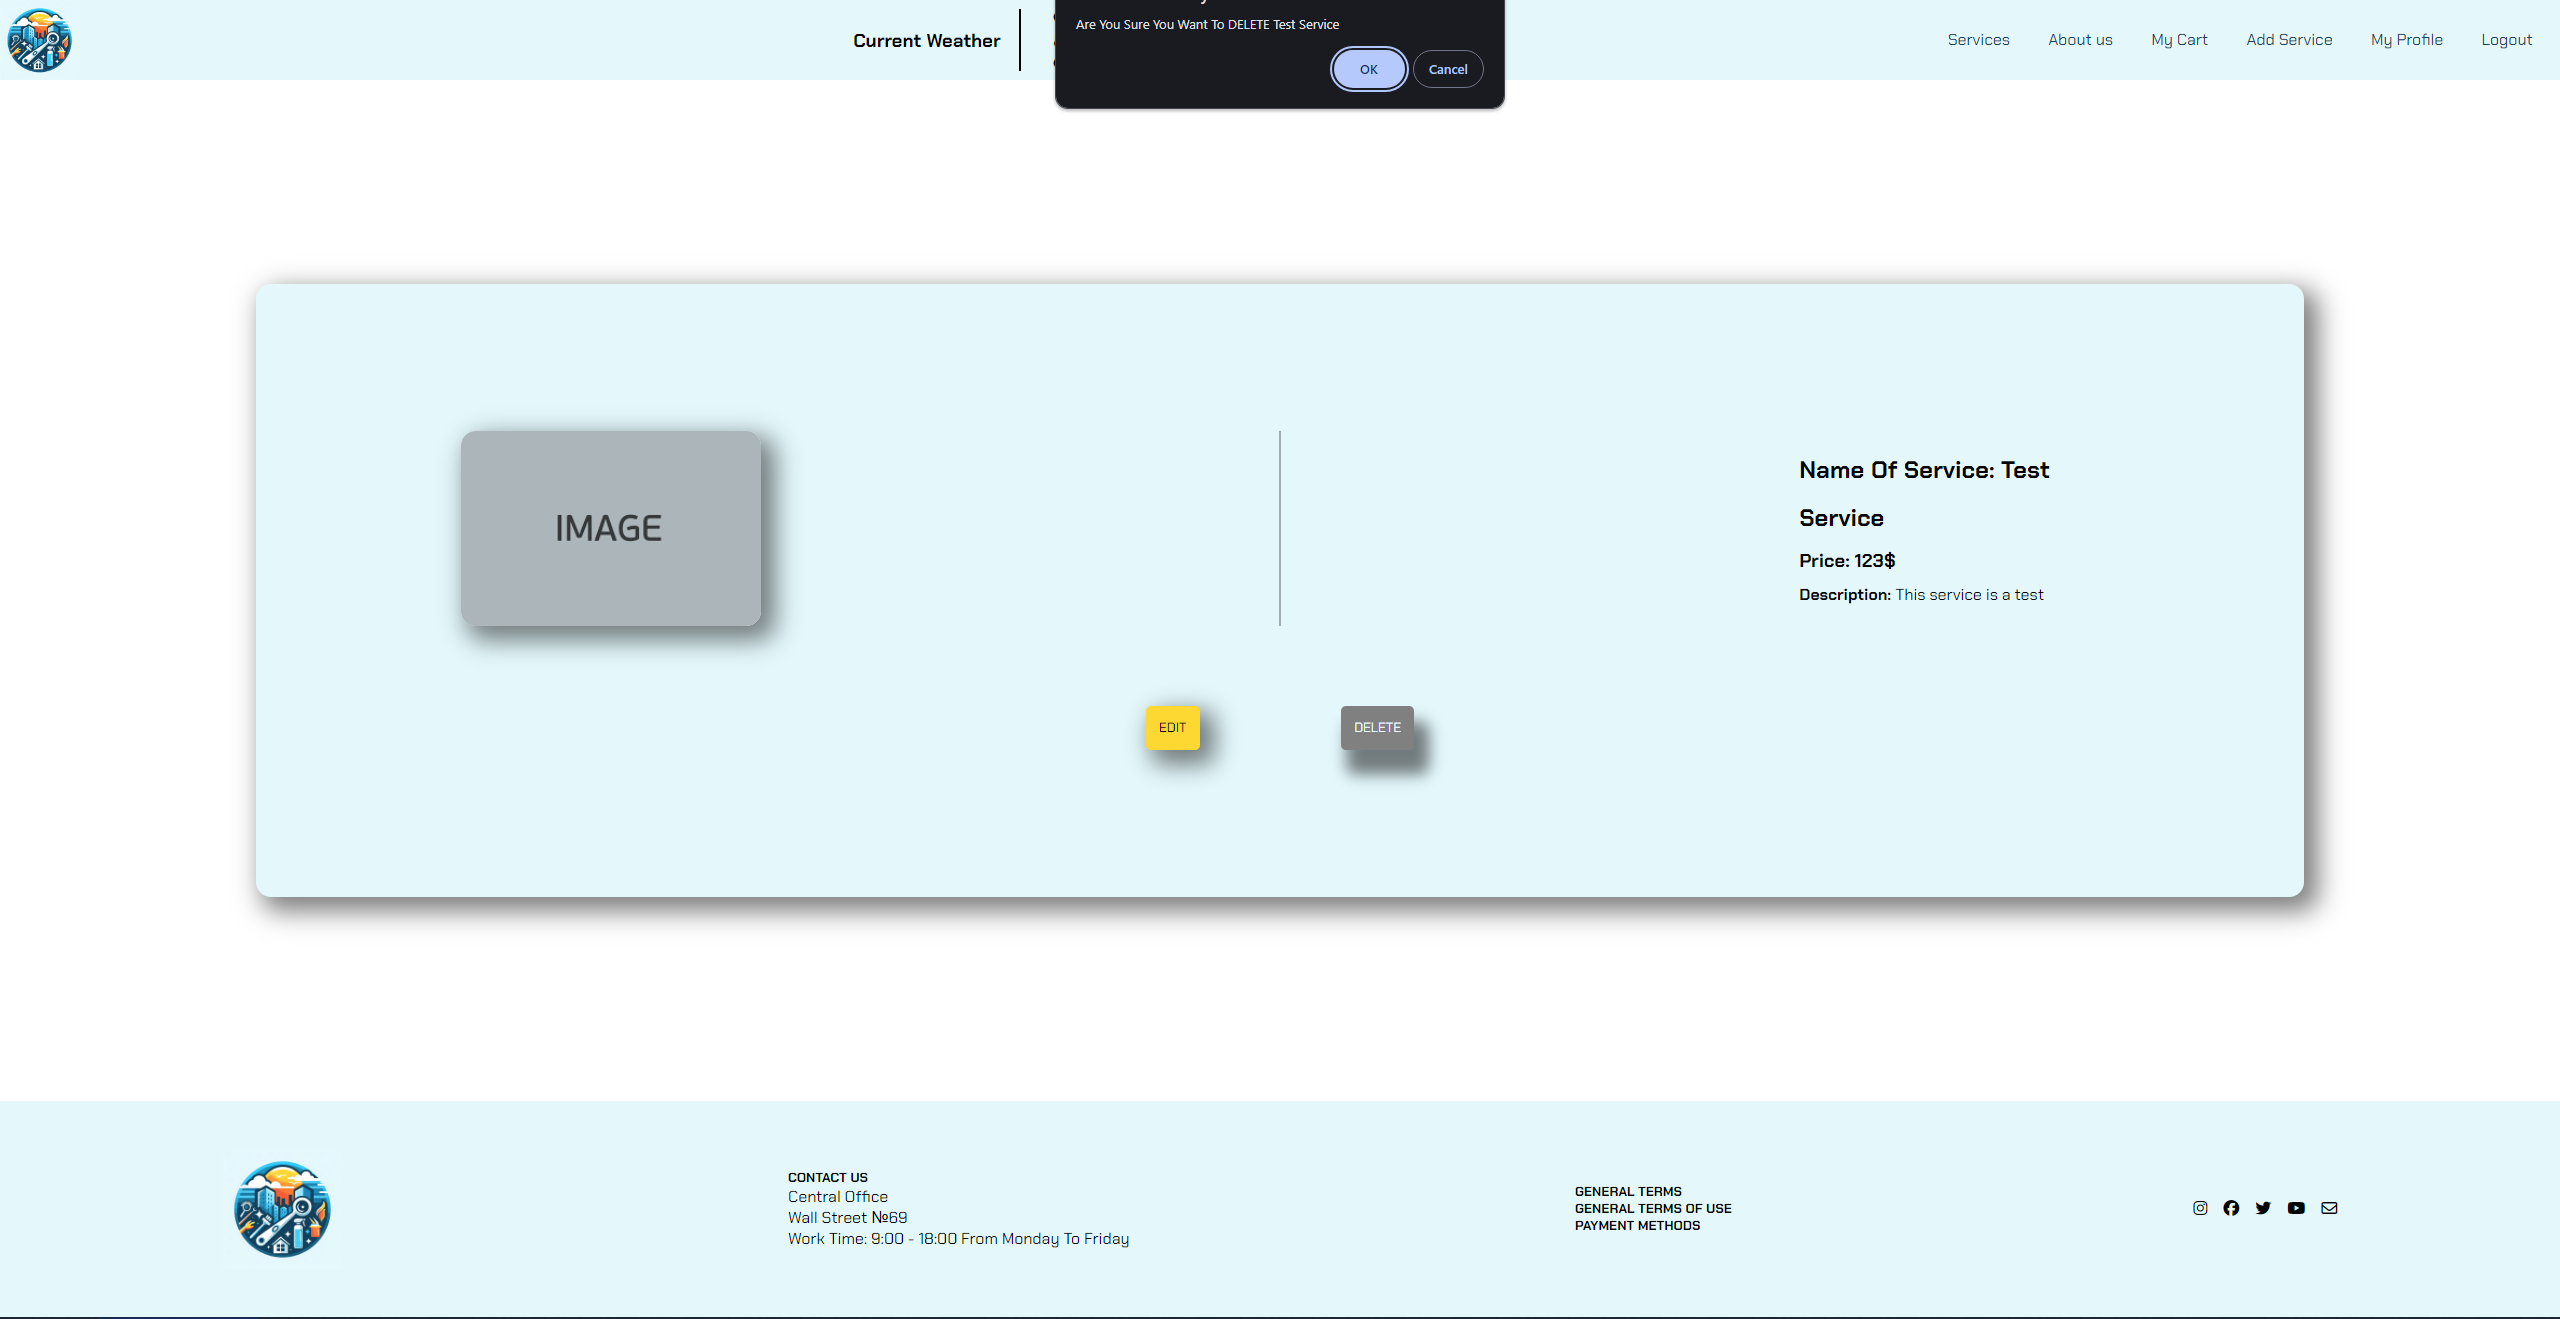 Current Weather
Are You Sure You Want To DELETE Test Service
OK
Cancel
Services
About us
My Cart
Add Service
My Profile
Logout
IMAGE
Name Of Service: Test
Service
Price: 123$
Description: This service is a test
EDIT
DELETE
CONTACT US
Central Office
Wall Street №69
Work Time: 9:00 - 18:00 From Monday To Friday
GENERAL TERMS
GENERAL TERMS OF USE
PAYMENT METHODS